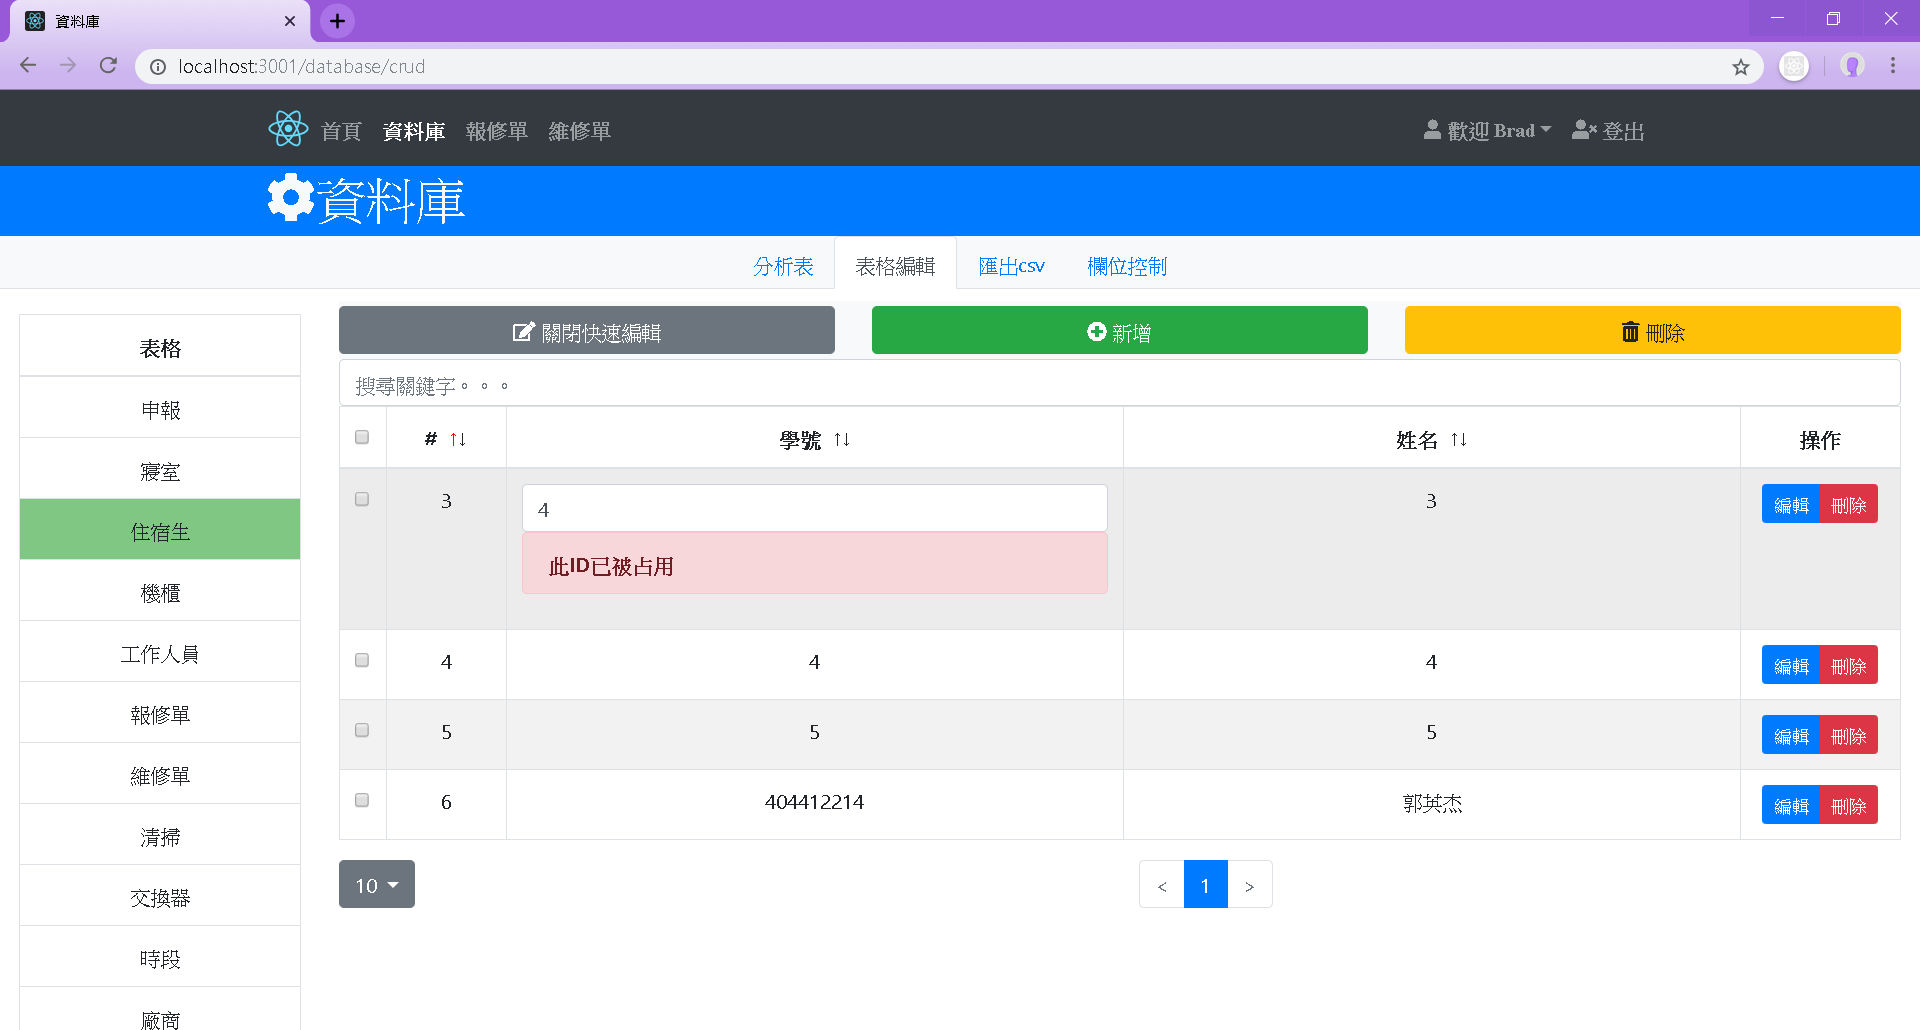 資料庫
localhost:3001/database/crud
首頁 資料庫 報修單 維修單 歡迎 Brad 登出
資料庫
分析表 表格編輯 匯出csv 欄位控制
表格
申報
寢室
住宿生
機櫃
工作人員
報修單
維修單
清掃
交換器
時段
廠商
關閉快速編輯 新增 刪除
搜尋關鍵字。。。
# ↑↓ 學號 ↑↓ 姓名 ↑↓ 操作
3 4 3 編輯 刪除
此ID已被占用
4 4 4 編輯 刪除
5 5 5 編輯 刪除
6 404412214 郭英杰 編輯 刪除
10 < 1 >